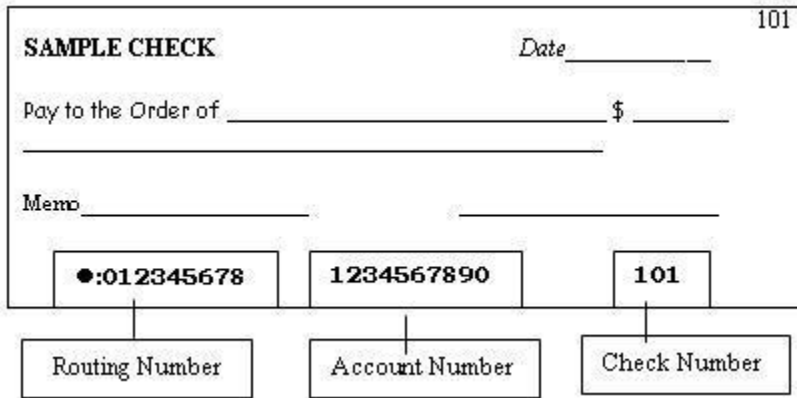 101
SAMPLE CHECK Date
Pay to the Order of $
Memo
●:012345678 1234567890 101
Routing Number Account Number Check Number